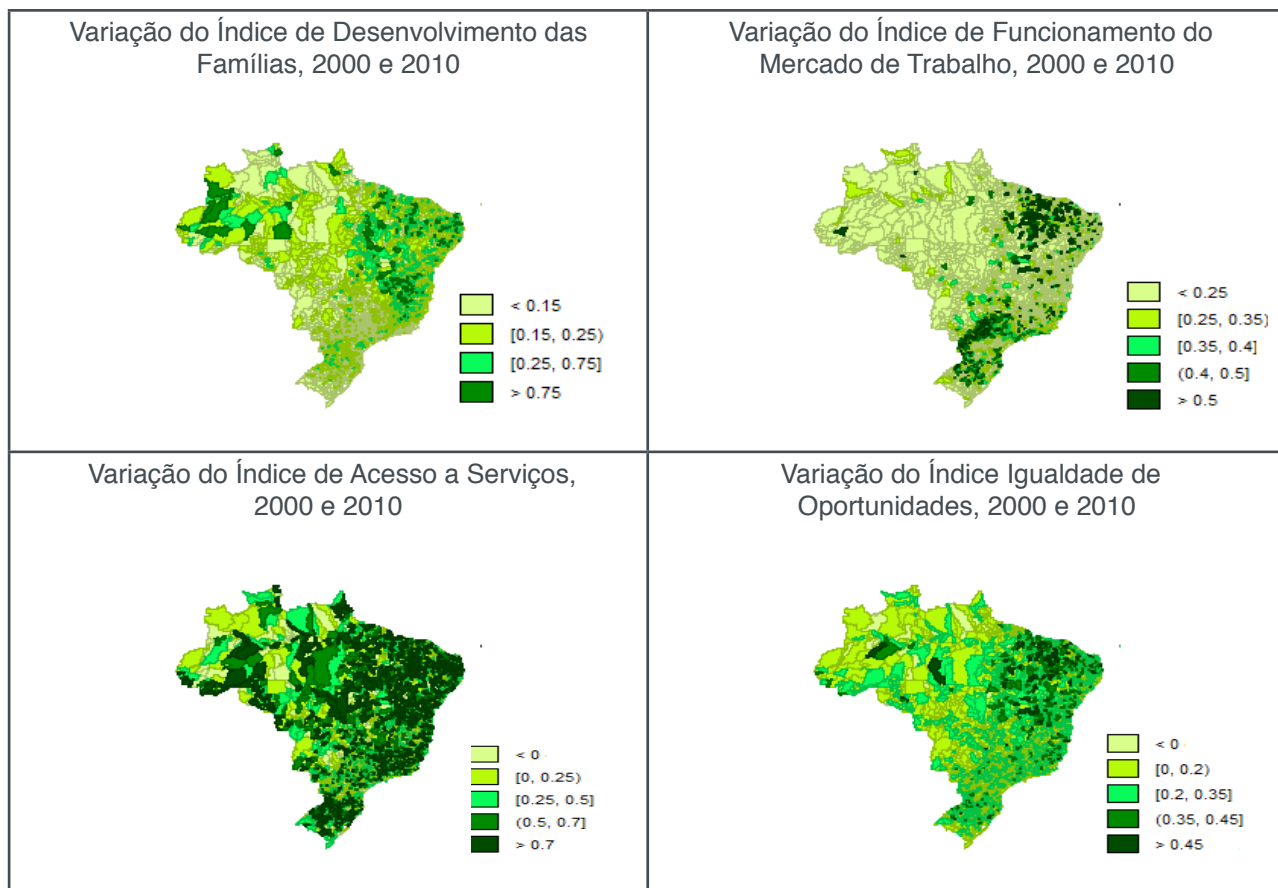 Variação do Índice de Desenvolvimento das
Famílias, 2000 e 2010
< 0.15
[0.15, 0.25)
[0.25, 0.75]
> 0.75
Variação do Índice de Funcionamento do
Mercado de Trabalho, 2000 e 2010
< 0.25
[0.25, 0.35)
[0.35, 0.4]
(0.4, 0.5]
> 0.5
Variação do Índice de Acesso a Serviços,
2000 e 2010
< 0
[0, 0.25)
[0.25, 0.5]
(0.5, 0.7]
> 0.7
Variação do Índice Igualdade de
Oportunidades, 2000 e 2010
< 0
[0, 0.2)
[0.2, 0.35]
(0.35, 0.45]
> 0.45